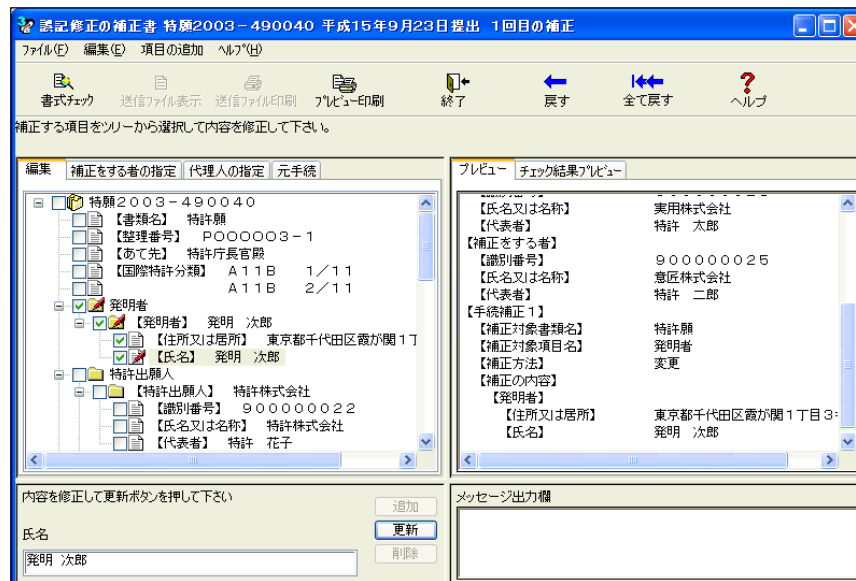 誤記修正の補正書 特願2003-490040 平成15年9月23日提出 1回目の補正
ファイル(F) 編集(E) 項目の追加 ヘルプ(H)
書式チェック 送信ファイル表示 送信ファイル印刷 プレビュー印刷 終了 戻す 全て戻す ヘルプ
補正する項目をツリーから選択して内容を修正して下さい。
編集 補正をする者の指定 代理人の指定 元手続
特願2003-490040
【書類名】 特許願
【整理番号】 P000003-1
【あて先】 特許庁長官殿
【国際特許分類】 A11B 1/11
A11B 2/11
発明者
【発明者】 発明 次郎
【住所又は居所】 東京都千代田区霞が関1丁
【氏名】 発明 次郎
特許出願人
【特許出願人】 特許株式会社
【識別番号】 900000022
【氏名又は名称】 特許株式会社
【代表者】 特許 花子
プレビュー チェック結果プレビュー
【氏名又は名称】 実用株式会社
【代表者】 特許 太郎
【補正をする者】
【識別番号】 900000025
【氏名又は名称】 意匠株式会社
【代表者】 特許 二郎
【手続補正1】
【補正対象書類名】 特許願
【補正対象項目名】 発明者
【補正方法】 変更
【補正の内容】
【発明者】
【住所又は居所】 東京都千代田区霞が関1丁目3
【氏名】 発明 次郎
内容を修正して更新ボタンを押して下さい
追加
氏名
更新
発明 次郎
削除
メッセージ出力欄